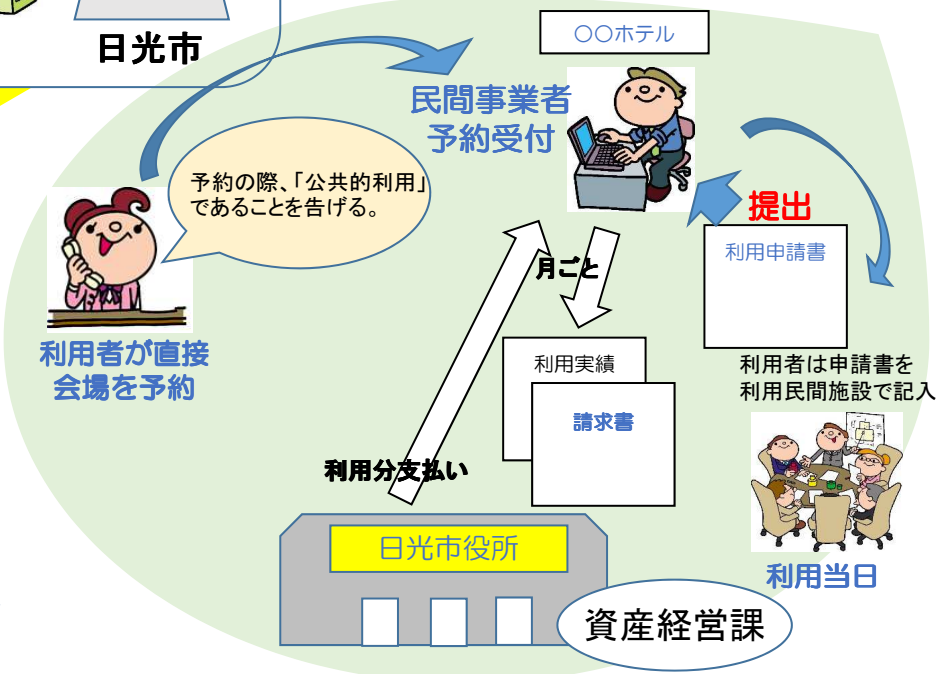 日光市
〇〇ホテル
民間事業者
予約受付
予約の際、「公共的利用」
であることを告げる。
提出
利用申請書
月ごと
利用者が直接
会場を予約
利用実績
請求書
利用者は申請書を
利用民間施設で記入
利用分支払い
日光市役所
利用当日
資産経営課